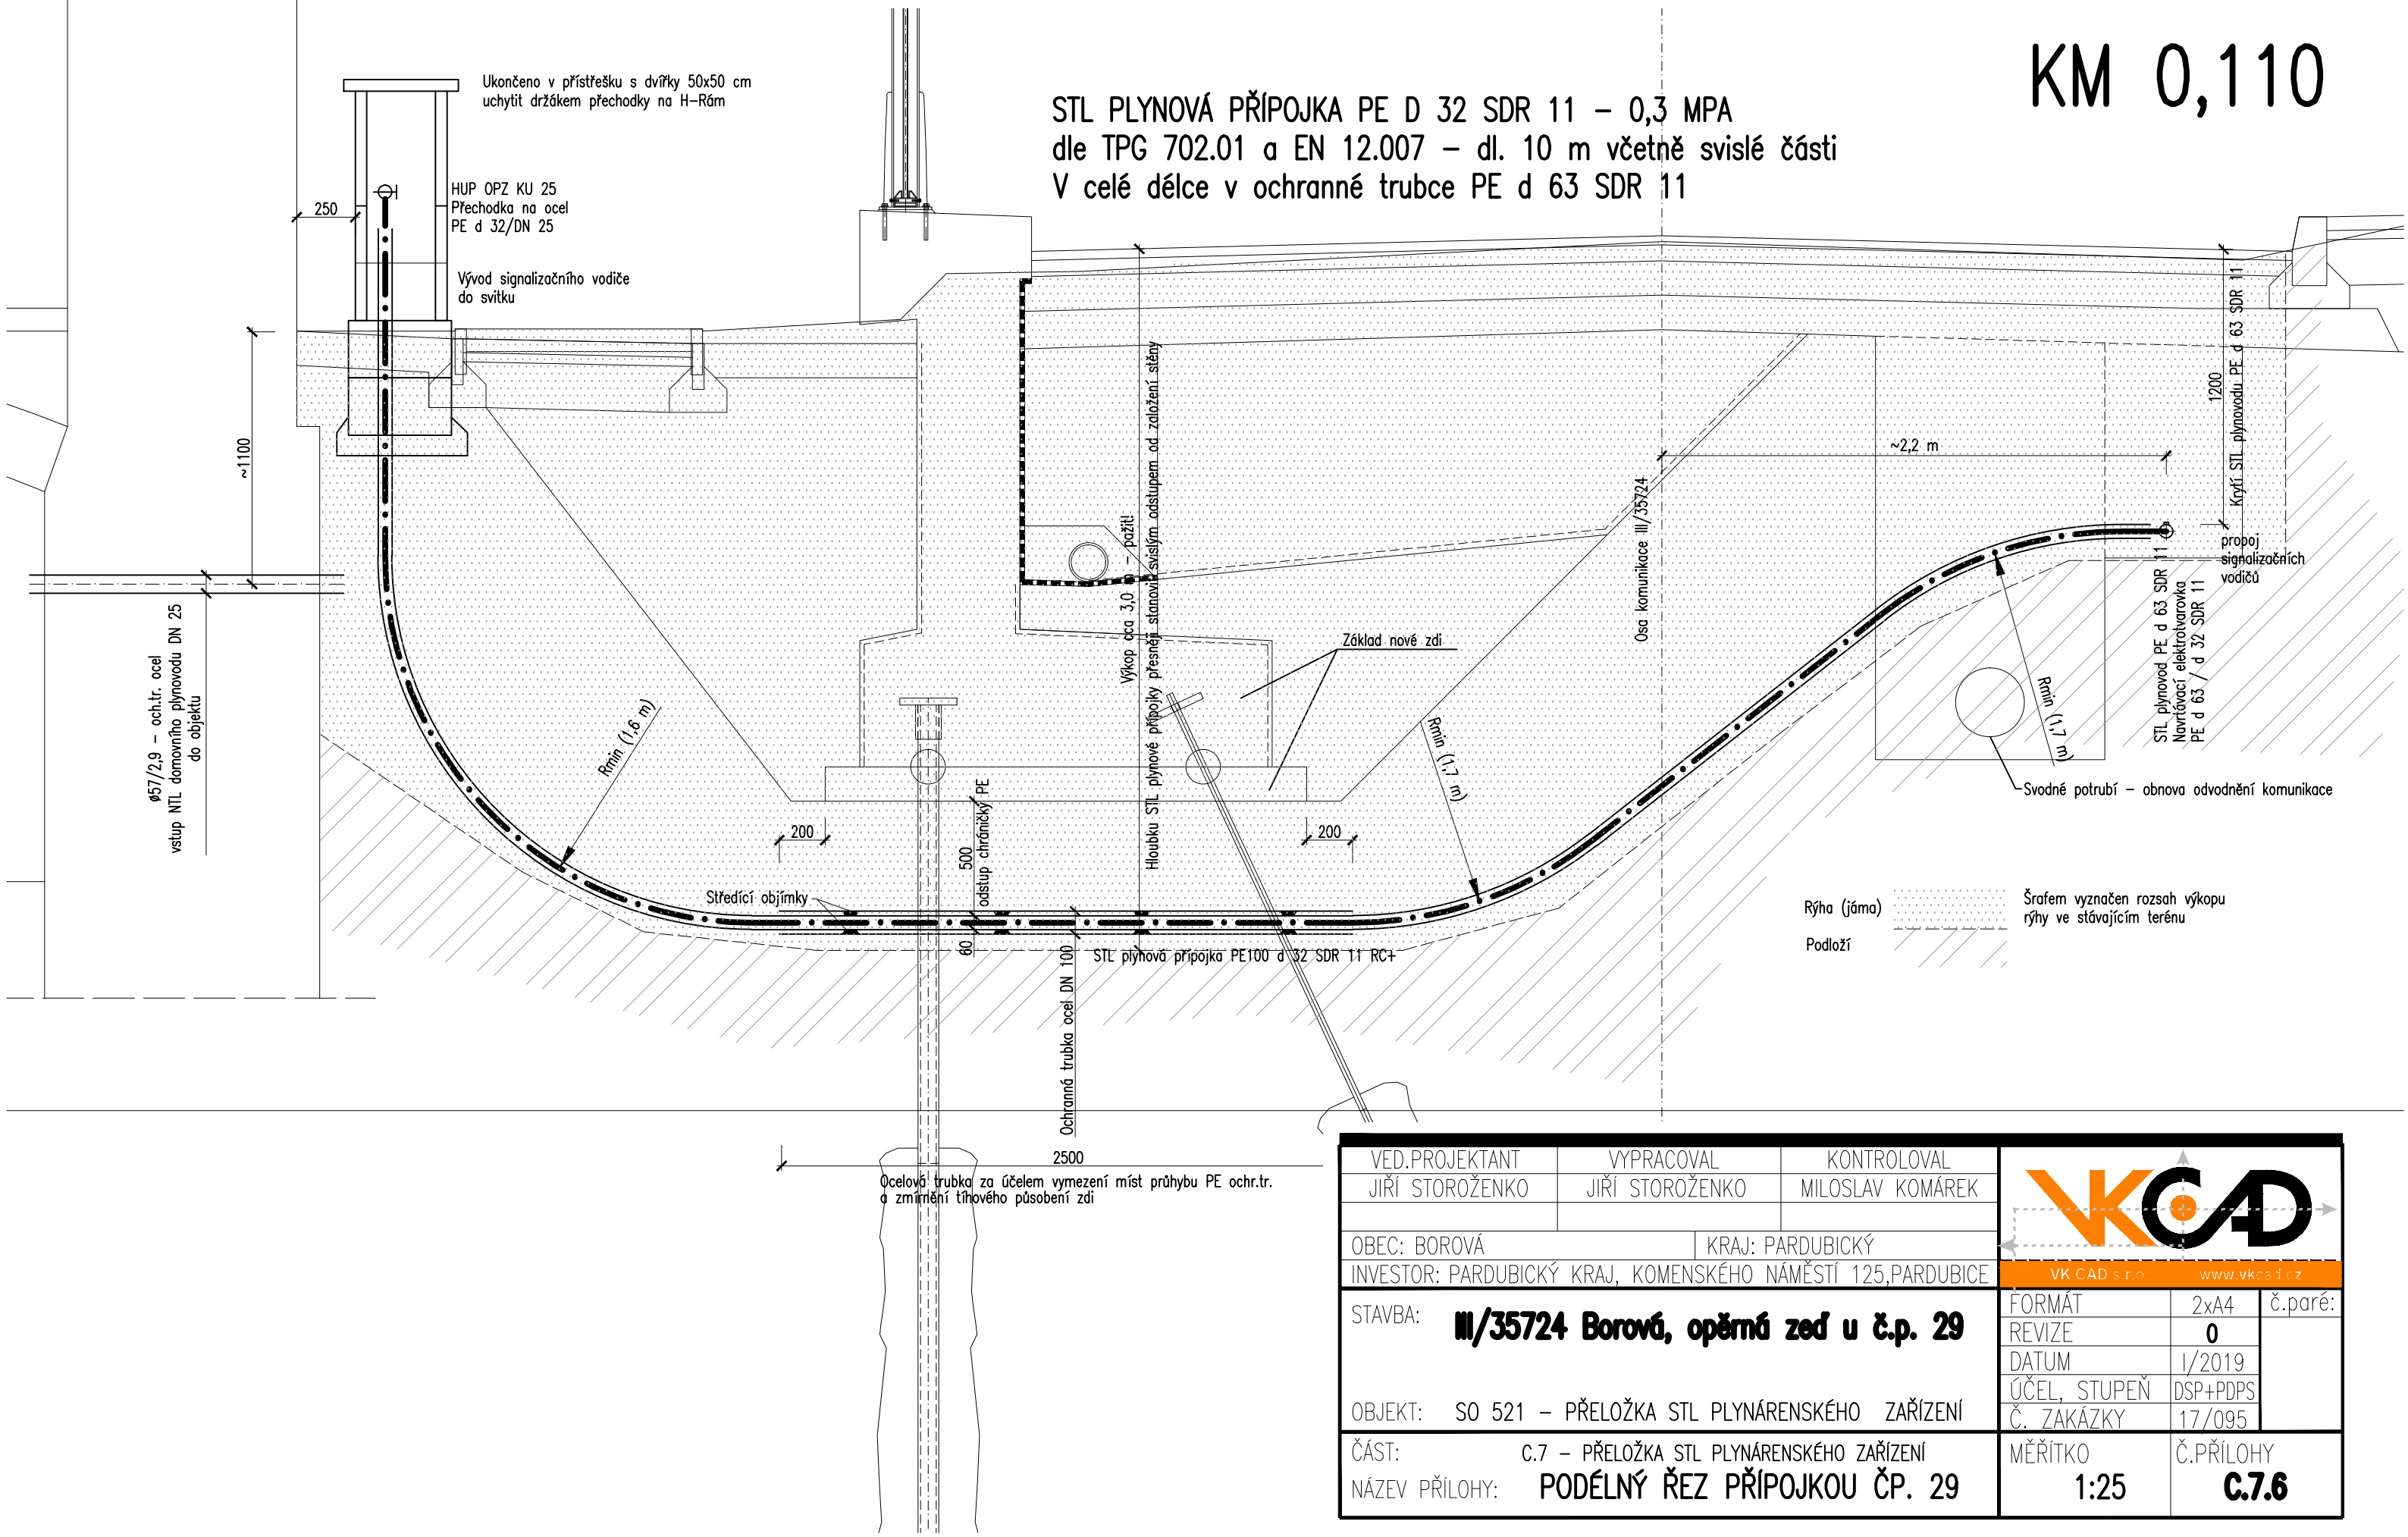 KM 0,110
Ukončeno v přístřešku s dvířky 50x50 cm
uchytit držákem přechodky na H-Rám
STL PLYNOVÁ PŘÍPOJKA PE D 32 SDR 11 - 0,3 MPA
dle TPG 702.01 a EN 12.007 - dl. 10 m včetně svislé části
V celé délce v ochranné trubce PE d 63 SDR 11
HUP OPZ KU 25
Přechodka na ocel
PE d 32/DN 25
250
Vývod signalizačního vodiče
do svitku
~1100
ø57/2,9 - och.tr. ocel
vstup NTL domovního plynovodu DN 25
do objektu
Výkop cca 3,0 m - pažit!
Hloubku STL plynové přípojky přesněji stanovit svislým odstupem od založení stěny
Osa komunikace III/35724
~2,2 m
1200
Krytí STL plynovodu PE d 63 SDR 11
propoj
signalizačních
vodičů
STL plynovod PE d 63 SDR 11
Navrtávací elektrotvarovka
PE d 63 / d 32 SDR 11
Základ nové zdi
Rmin (1,6 m)
Rmin (1,7 m)
Rmin (1,7 m)
Svodné potrubí - obnova odvodnění komunikace
200
500
odstup chráničky PE
200
Středící objímky
60
Ochranná trubka ocel DN 100
STL plynová přípojka PE100 d 32 SDR 11 RC+
Rýha (jáma)
Podloží
Šrafem vyznačen rozsah výkopu
rýhy ve stávajícím terénu
2500
Ocelová trubka za účelem vymezení míst průhybu PE ochr.tr.
a zmírnění tíhového působení zdi
VED.PROJEKTANT VYPRACOVAL KONTROLOVAL
JIŘÍ STOROŽENKO JIŘÍ STOROŽENKO MILOSLAV KOMÁREK
OBEC: BOROVÁ KRAJ: PARDUBICKÝ
INVESTOR: PARDUBICKÝ KRAJ, KOMENSKÉHO NÁMĚSTÍ 125,PARDUBICE
VKCAD
VK CAD s.r.o. www.vkcad.cz
STAVBA: III/35724 Borová, opěrná zeď u č.p. 29
OBJEKT: SO 521 - PŘELOŽKA STL PLYNÁRENSKÉHO ZAŘÍZENÍ
FORMÁT 2xA4 č.paré:
REVIZE 0
DATUM I/2019
ÚČEL, STUPEŇ DSP+PDPS
Č. ZAKÁZKY 17/095
ČÁST: C.7 - PŘELOŽKA STL PLYNÁRENSKÉHO ZAŘÍZENÍ
NÁZEV PŘÍLOHY: PODÉLNÝ ŘEZ PŘÍPOJKOU ČP. 29
MĚŘÍTKO 1:25
Č.PŘÍLOHY C.7.6